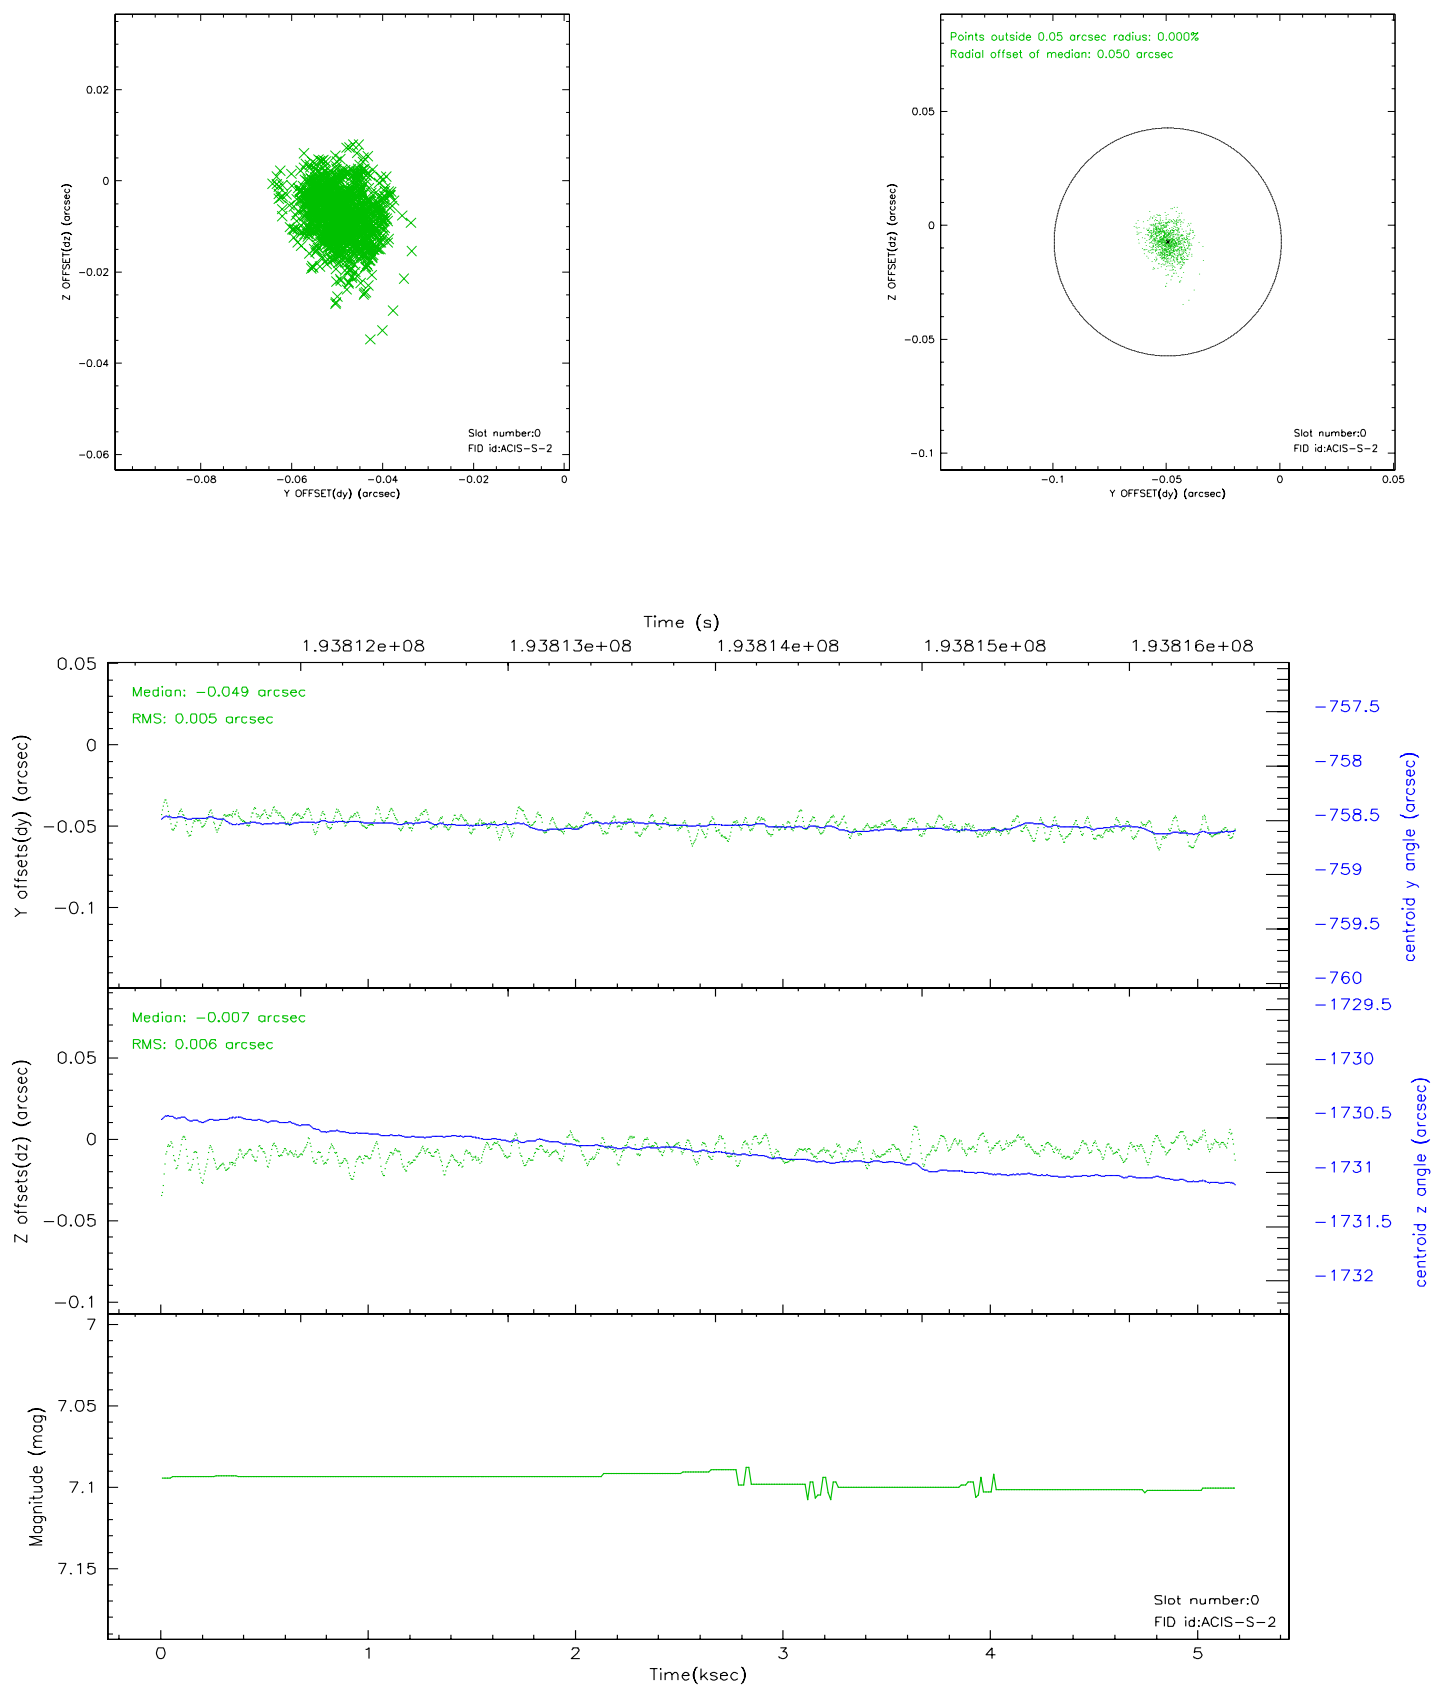 0.02
0
-0.02
-0.04
-0.06
Z OFFSET(dz) (arcsec)
Slot number:0
FID id:ACIS-S-2
-0.08
-0.06
-0.04
-0.02
0
Y OFFSET(dy) (arcsec)
Points outside 0.05 arcsec radius: 0.000%
Radial offset of median: 0.050 arcsec
0.05
0
-0.05
-0.1
Z OFFSET(dz) (arcsec)
Slot number:0
FID id:ACIS-S-2
-0.1
-0.05
0
0.05
Y OFFSET(dy) (arcsec)
Time (s)
1.93812e+08
1.93813e+08
1.93814e+08
1.93815e+08
1.93816e+08
Median: -0.049 arcsec
RMS: 0.005 arcsec
0.05
0
-0.05
-0.1
Y offsets(dy) (arcsec)
-757.5
-758
-758.5
-759
-759.5
-760
centroid y angle (arcsec)
Median: -0.007 arcsec
RMS: 0.006 arcsec
0.05
0
-0.05
-0.1
Z offsets(dz) (arcsec)
-1729.5
-1730
-1730.5
-1731
-1731.5
-1732
centroid z angle (arcsec)
7
7.05
7.1
7.15
Magnitude (mag)
Slot number:0
FID id:ACIS-S-2
0
1
2
3
4
5
Time(ksec)